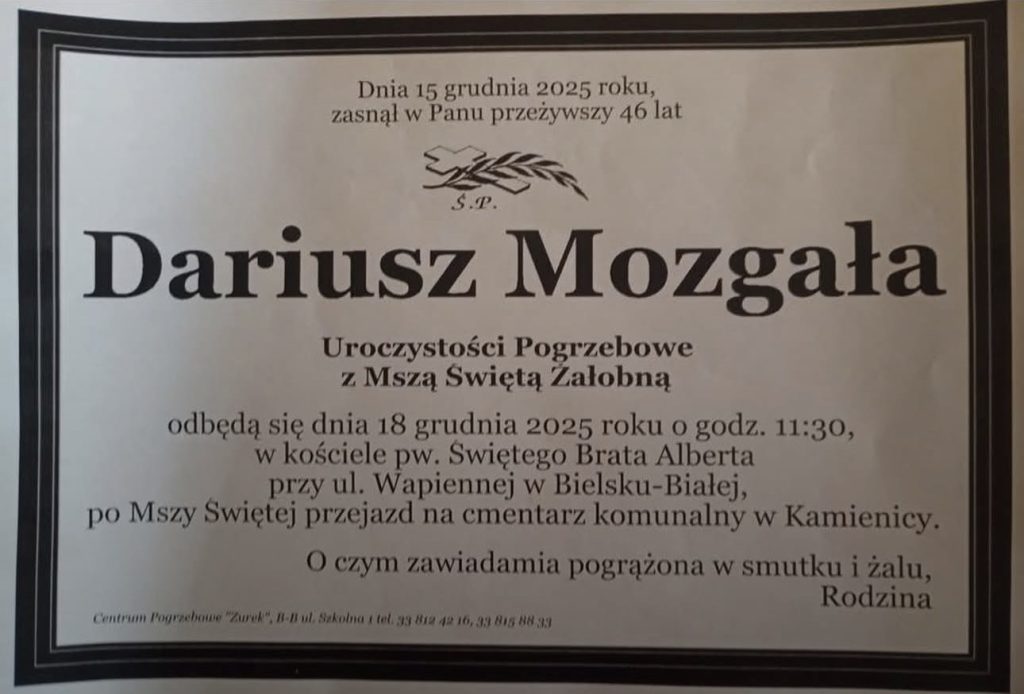 Dnia 15 grudnia 2025 roku,
zasnął w Panu przeżywszy 46 lat
Ś.P.
Dariusz Mozgała
Uroczystości Pogrzebowe
z Mszą Świętą Żałobną
odbędą się dnia 18 grudnia 2025 roku o godz. 11:30,
w kościele pw. Świętego Brata Alberta
przy ul. Wapiennej w Bielsku-Białej,
po Mszy Świętej przejazd na cmentarz komunalny w Kamienicy.
O czym zawiadamia pogrążona w smutku i żalu,
Rodzina
Centrum Pogrzebowe "Żurek", B-B ul. Szkolna 1 tel. 33 812 42 16, 33 815 88 33